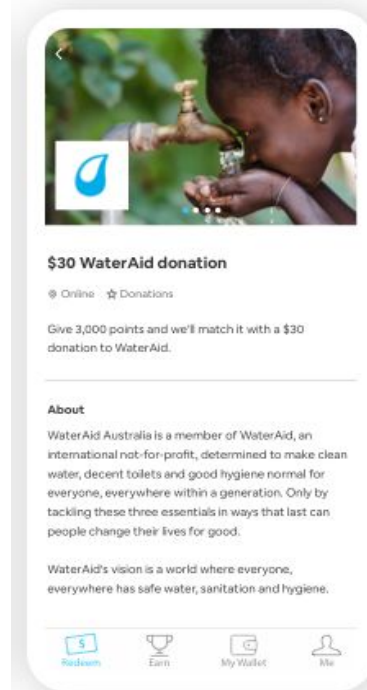 $30 WaterAid donation
Online Donations
Give 3,000 points and we'll match it with a $30
donation to WaterAid.
About
WaterAid Australia is a member of WaterAid, an
international not-for-profit, determined to make clean
water, decent toilets and good hygiene normal for
everyone, everywhere within a generation. Only by
tackling these three essentials in ways that last can
people change their lives for good.
WaterAid's vision is a world where everyone,
everywhere has safe water, sanitation and hygiene.
$
Redeem Earn My Wallet Me